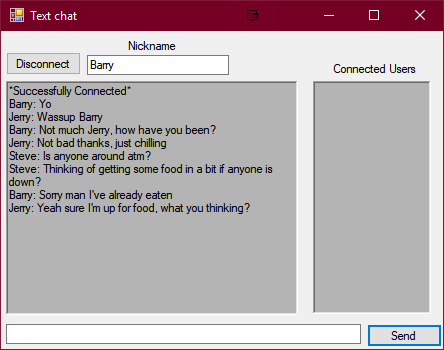 Text chat
Nickname
Disconnect
Barry
Connected Users
*Successfully Connected*
Barry: Yo
Jerry: Wassup Barry
Barry: Not much Jerry, how have you been?
Jerry: Not bad thanks, just chilling
Steve: Is anyone around atm?
Steve: Thinking of getting some food in a bit if anyone is
down?
Barry: Sorry man I've already eaten
Jerry: Yeah sure I'm up for food, what you thinking?
Send